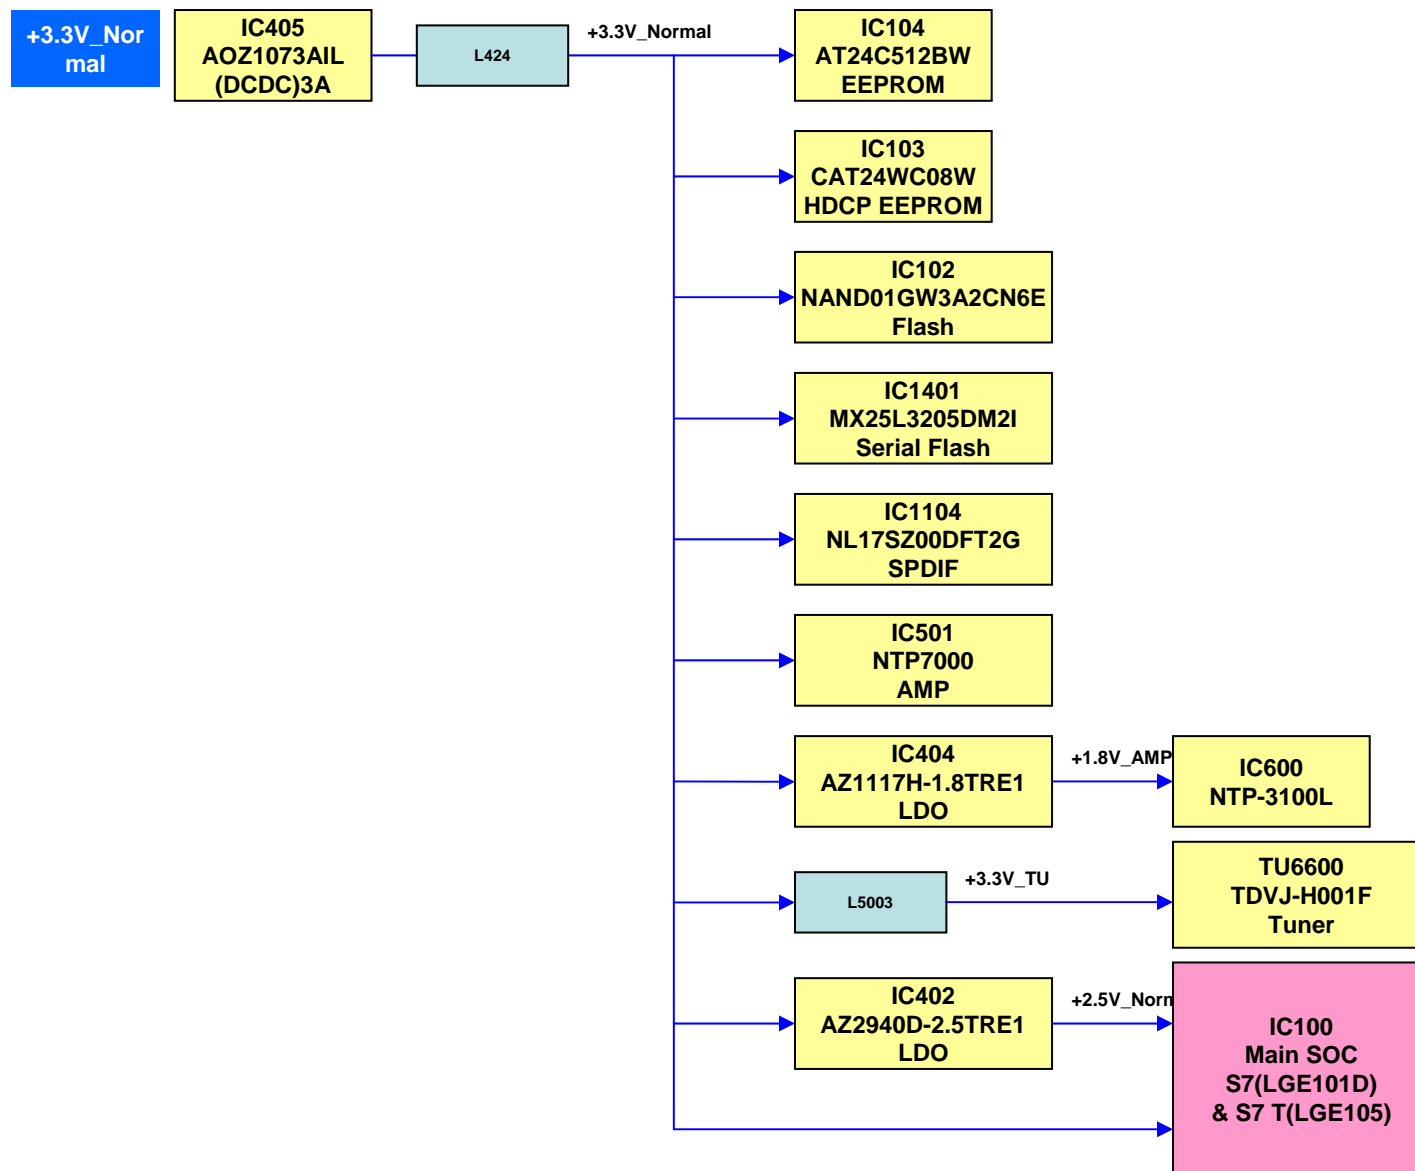 +3.3V_Nor
mal
IC405
AOZ1073AIL
(DCDC)3A
L424
+3.3V_Normal
IC104
AT24C512BW
EEPROM
IC103
CAT24WC08W
HDCP EEPROM
IC102
NAND01GW3A2CN6E
Flash
IC1401
MX25L3205DM2I
Serial Flash
IC1104
NL17SZ00DFT2G
SPDIF
IC501
NTP7000
AMP
IC404
AZ1117H-1.8TRE1
LDO
+1.8V_AMP
IC600
NTP-3100L
L5003
+3.3V_TU
TU6600
TDVJ-H001F
Tuner
IC402
AZ2940D-2.5TRE1
LDO
+2.5V_Norn
IC100
Main SOC
S7(LGE101D)
& S7 T(LGE105)